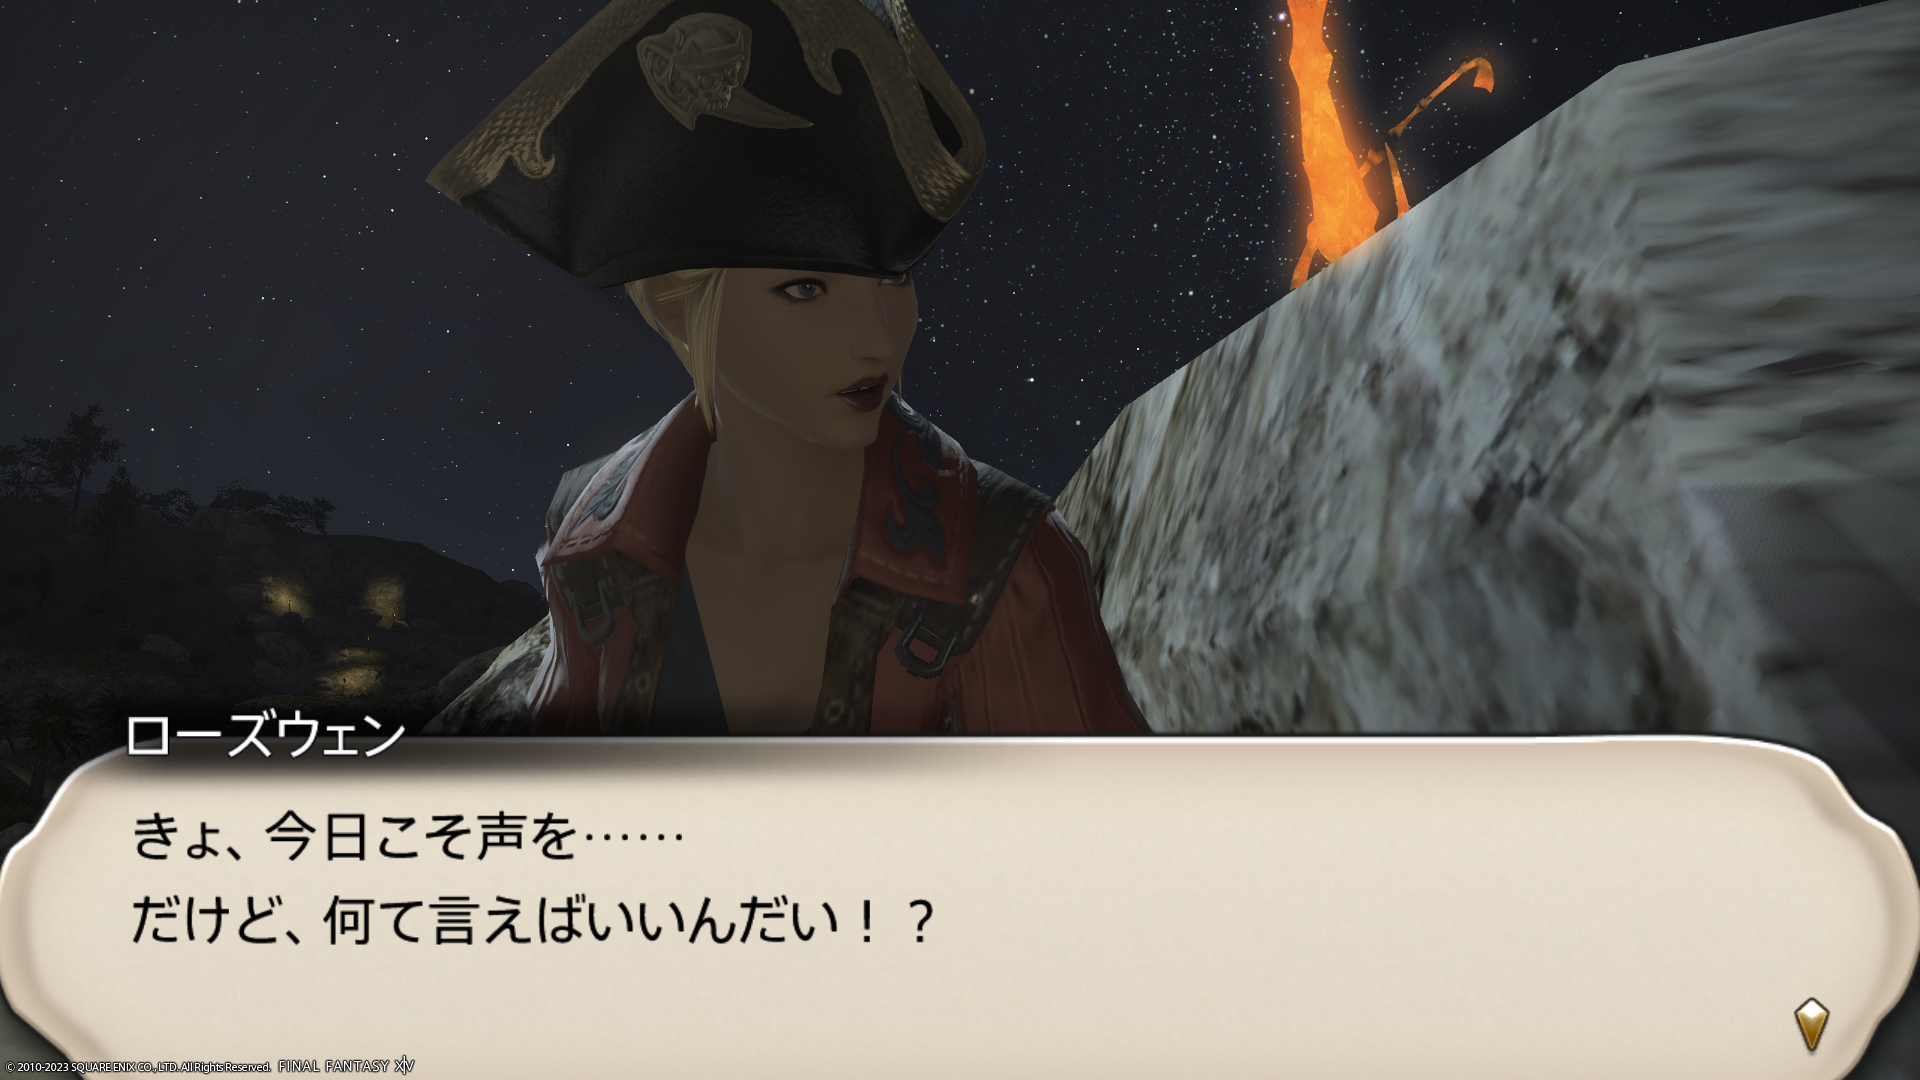 ローズウェン
きょ、今日こそ声を……
だけど、何て言えばいいんだい！？
© 2010-2023 SQUARE ENIX CO., LTD. All Rights Reserved. FINAL FANTASY XIV